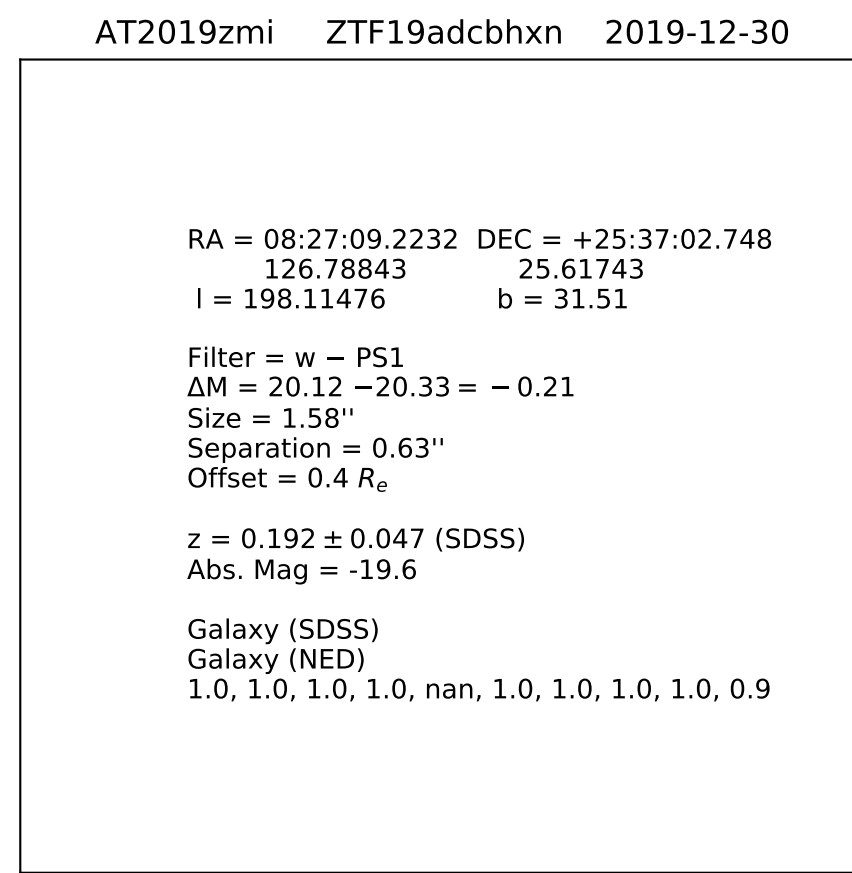 AT2019zmi ZTF19adcbhxn 2019-12-30
RA = 08:27:09.2232 DEC = +25:37:02.748
126.78843 25.61743
l = 198.11476 b = 31.51
Filter = w − PS1
ΔM = 20.12 −20.33 = − 0.21
Size = 1.58''
Separation = 0.63''
Offset = 0.4 Rₑ
z = 0.192 ± 0.047 (SDSS)
Abs. Mag = -19.6
Galaxy (SDSS)
Galaxy (NED)
1.0, 1.0, 1.0, 1.0, nan, 1.0, 1.0, 1.0, 1.0, 0.9